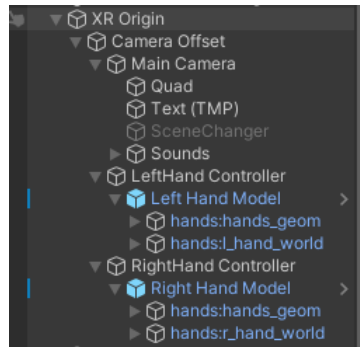 XR Origin
Camera Offset
Main Camera
Quad
Text (TMP)
SceneChanger
Sounds
LeftHand Controller
Left Hand Model
hands:hands_geom
hands:l_hand_world
RightHand Controller
Right Hand Model
hands:hands_geom
hands:r_hand_world